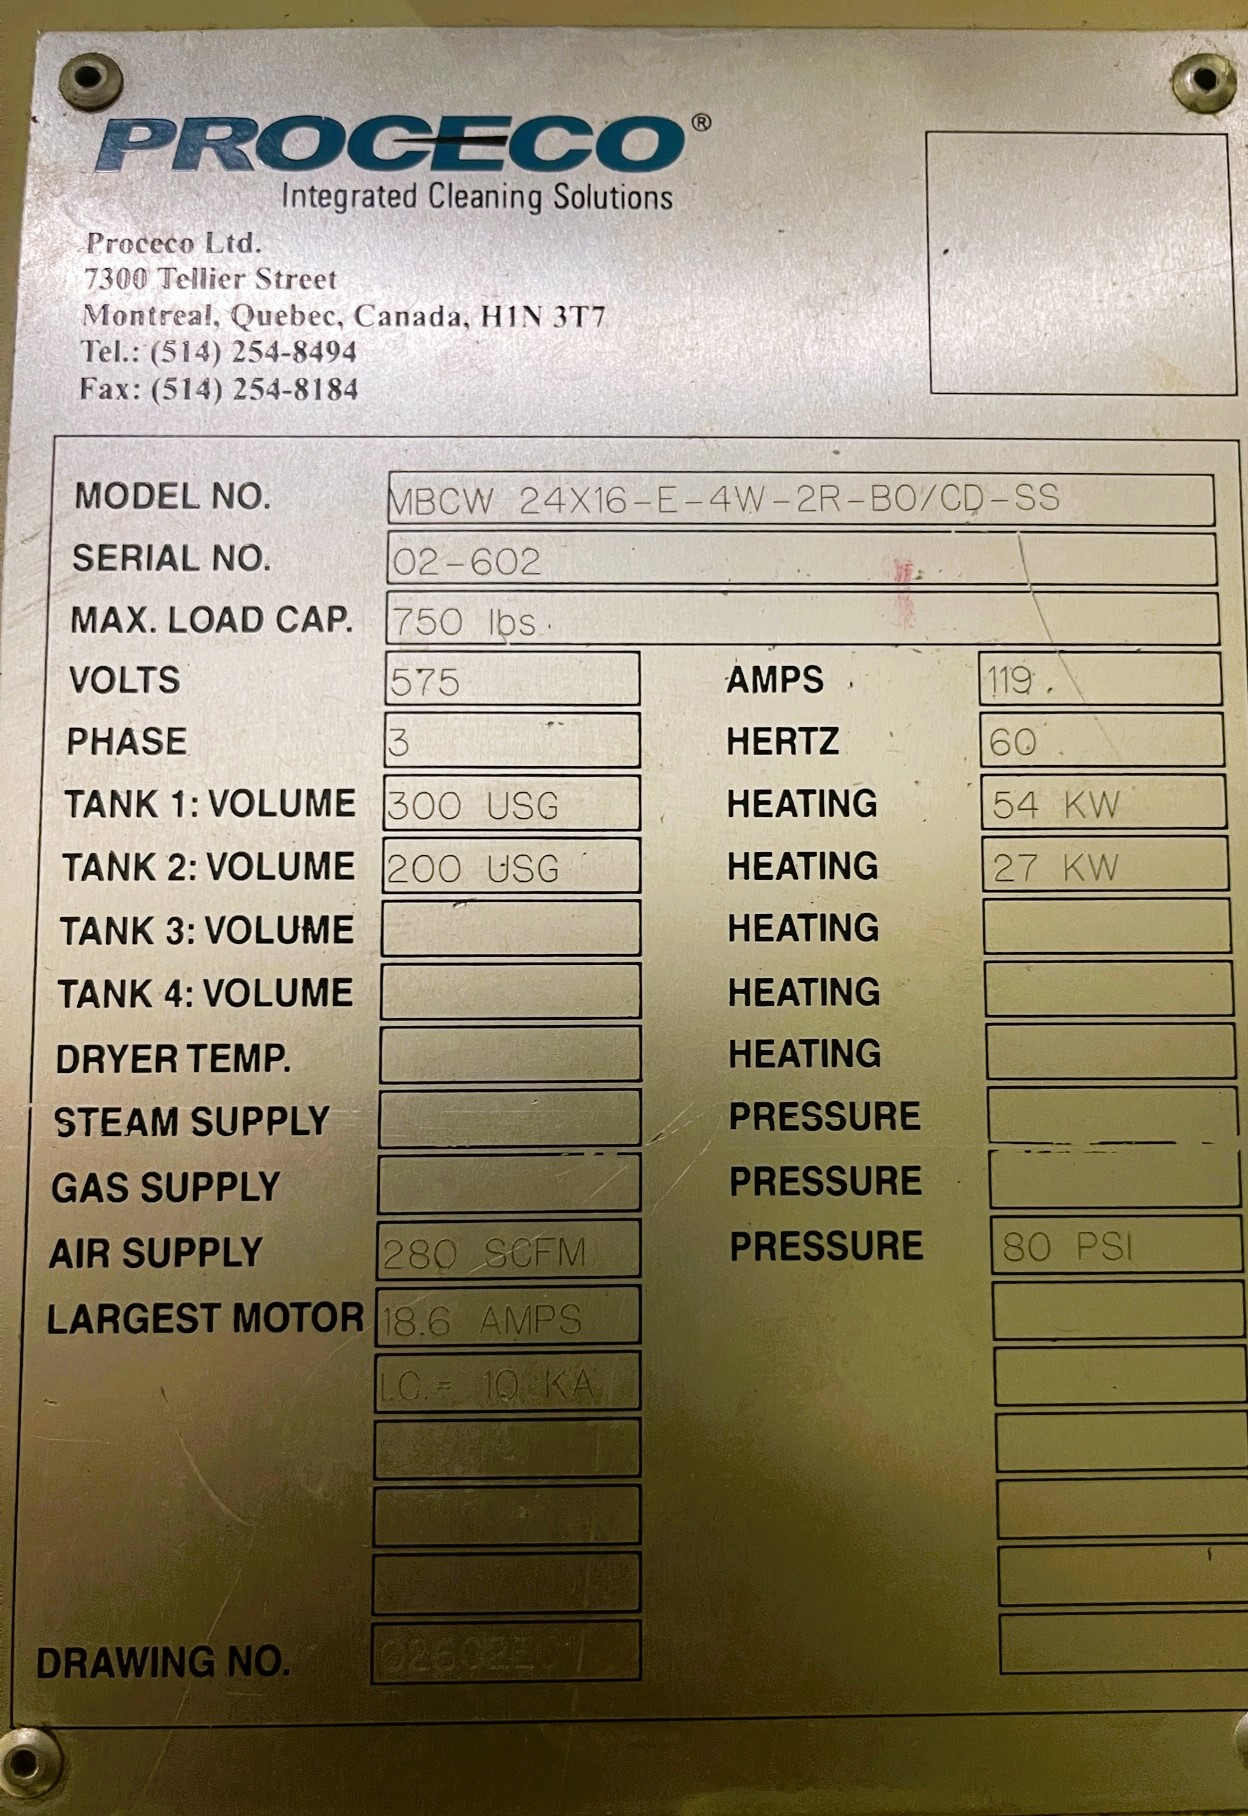 PROCECO®
Integrated Cleaning Solutions
Proceco Ltd.
7300 Tellier Street
Montreal, Quebec, Canada, H1N 3T7
Tel.: (514) 254-8494
Fax: (514) 254-8184
MODEL NO. MBCW 24X16-E-4W-2R-BO/CD-SS
SERIAL NO. 02-602
MAX. LOAD CAP. 750 lbs.
VOLTS 575 AMPS 119
PHASE 3 HERTZ 60
TANK 1: VOLUME 300 USG HEATING 54 KW
TANK 2: VOLUME 200 USG HEATING 27 KW
TANK 3: VOLUME HEATING
TANK 4: VOLUME HEATING
DRYER TEMP. HEATING
STEAM SUPPLY PRESSURE
GAS SUPPLY PRESSURE
AIR SUPPLY 280 SCFM PRESSURE 80 PSI
LARGEST MOTOR 18.6 AMPS
I.C.= 10 KA
DRAWING NO. 02602E01